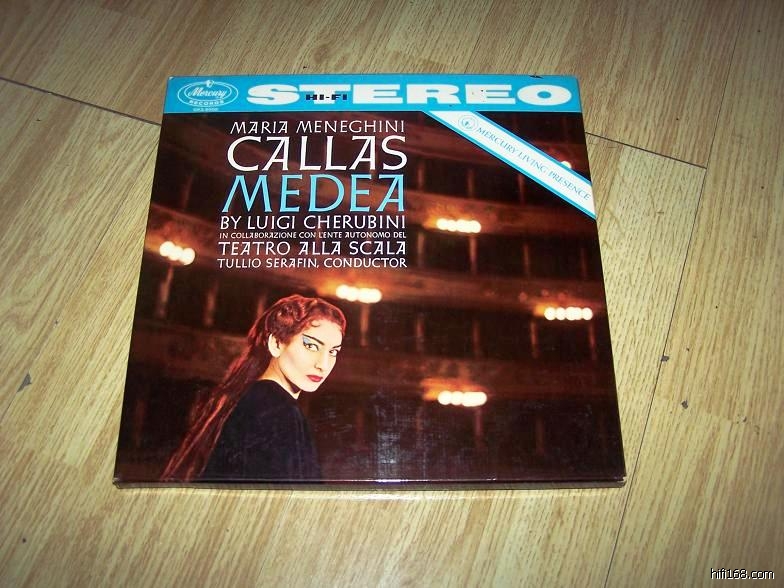 Mercury
RECORDS
STEREO
HI-FI
MERCURY LIVING PRESENCE
MARIA MENEGHINI
CALLAS
MEDEA
BY LUIGI CHERUBINI
IN COLLABORAZIONE CON L'ENTE AUTONOMO DEL
TEATRO ALLA SCALA
TULLIO SERAFIN, CONDUCTOR
hifi168.com